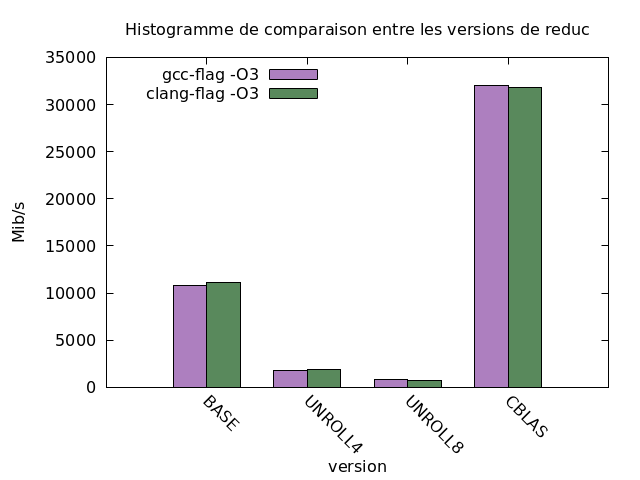 Histogramme de comparaison entre les versions de reduc
35000
30000
25000
20000
15000
10000
5000
0
Mib/s
gcc-flag -O3
clang-flag -O3
BASE
UNROLL4
UNROLL8
CBLAS
version